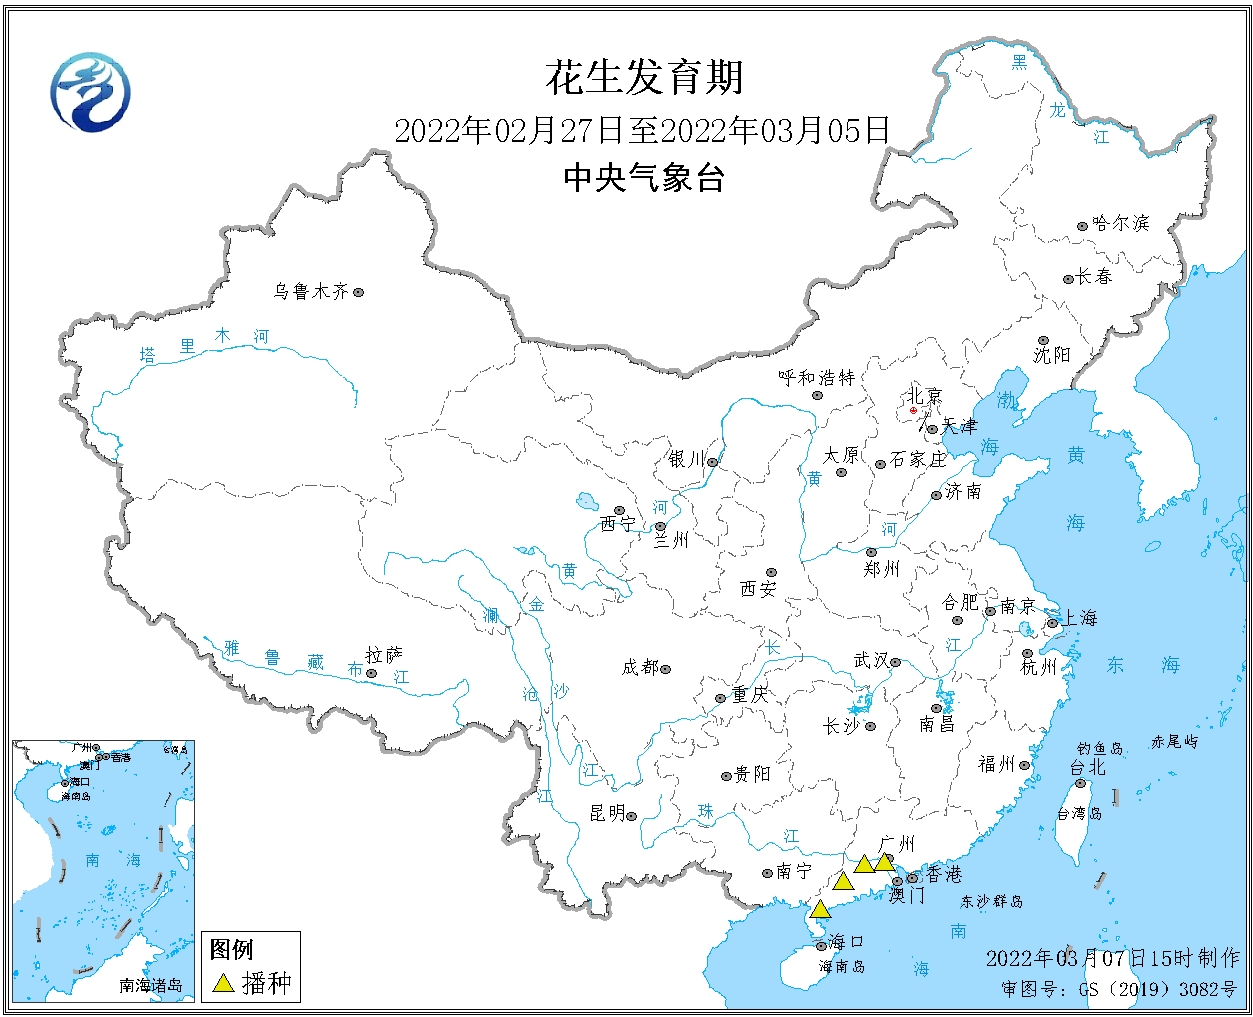 花生发育期
2022年02月27日至2022年03月05日
中央气象台
黑
龙
江
哈尔滨
长春
乌鲁木齐
沈阳
塔里木河
呼和浩特
北京
天津
渤
海
银川
太原
石家庄
黄
海
黄
河
济南
西宁
河
兰州
黄
郑州
西安
金
澜
合肥
南京
上海
雅鲁藏布江
拉萨
成都
长
武汉
江
杭州
东海
沧
沙
重庆
长沙
南昌
钓鱼岛
赤尾屿
福州
台北
贵阳
江
江
台湾岛
昆明
珠
江
广州
南宁
香港
澳门
东沙群岛
南
海
海口
海南岛
广州
香港
澳门
海口
海南岛
台湾岛
南海
南海诸岛
图例
播种
2022年03月07日15时制作
审图号：GS（2019）3082号